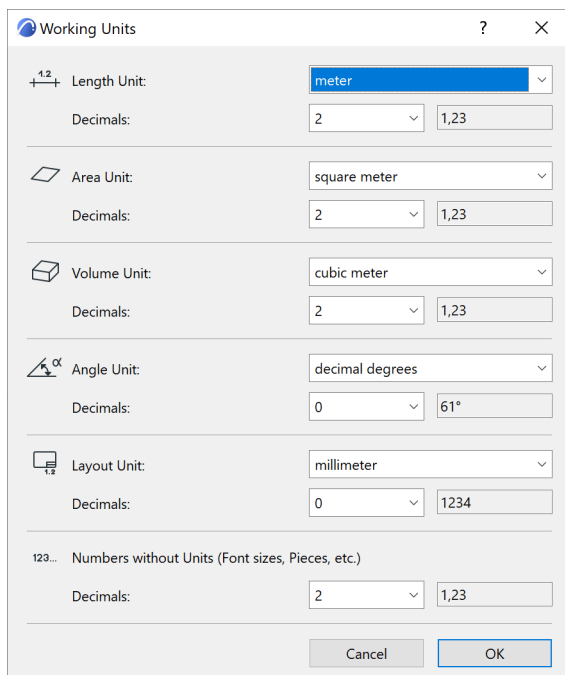 Working Units ?
1.2 Length Unit: meter
Decimals: 2 1,23
Area Unit: square meter
Decimals: 2 1,23
Volume Unit: cubic meter
Decimals: 2 1,23
α Angle Unit: decimal degrees
Decimals: 0 61°
1.2 Layout Unit: millimeter
Decimals: 0 1234
123... Numbers without Units (Font sizes, Pieces, etc.)
Decimals: 2 1,23
Cancel OK